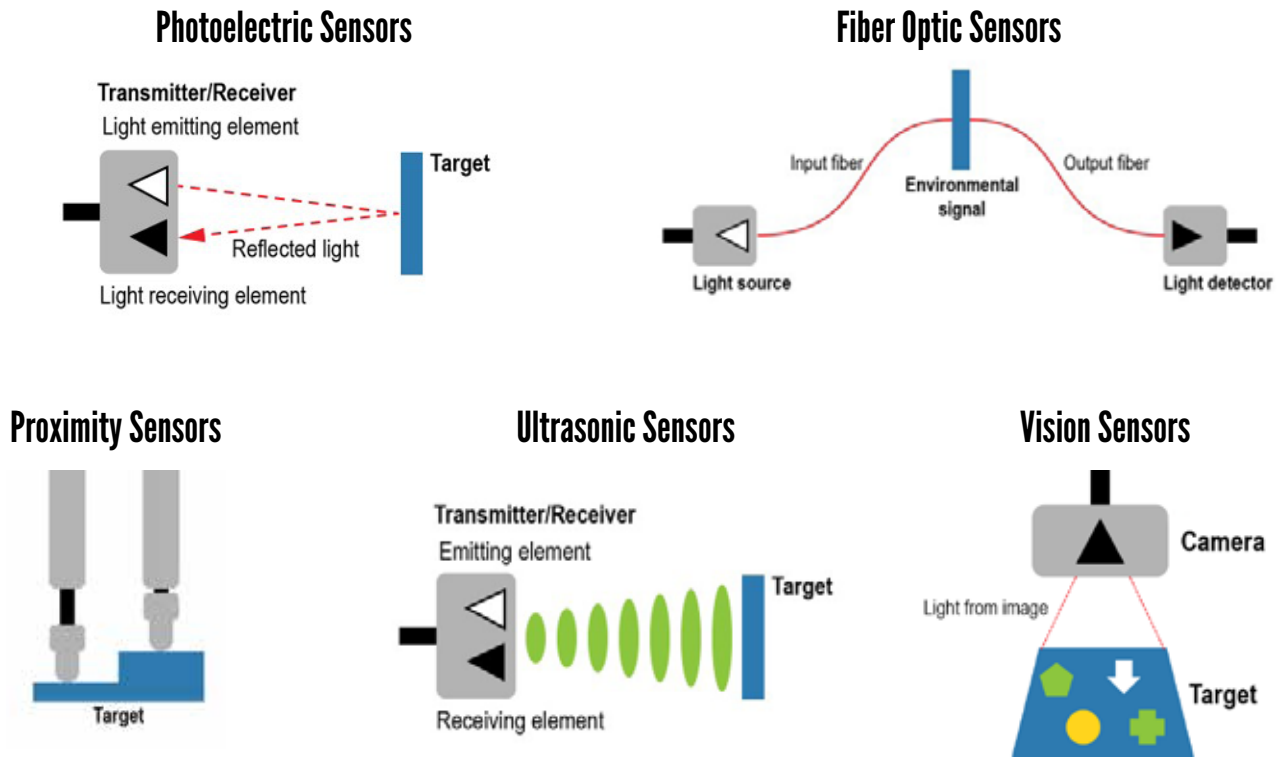 Photoelectric Sensors
Transmitter/Receiver
Light emitting element
Target
Reflected light
Light receiving element
Fiber Optic Sensors
Input fiber
Environmental
signal
Output fiber
Light source
Light detector
Proximity Sensors
Target
Ultrasonic Sensors
Transmitter/Receiver
Emitting element
Target
Receiving element
Vision Sensors
Camera
Light from image
Target